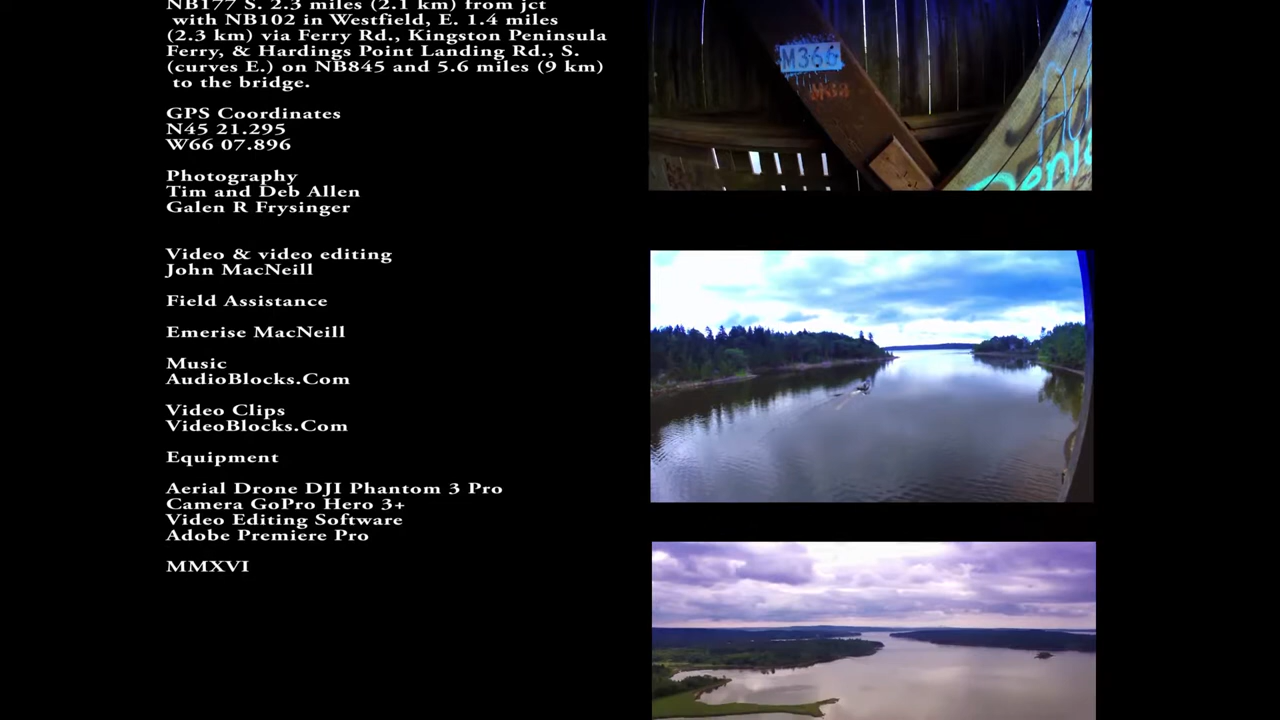 NB177 S. 2.3 miles (2.1 km) from jct
with NB102 in Westfield, E. 1.4 miles
(2.3 km) via Ferry Rd., Kingston Peninsula
Ferry, & Hardings Point Landing Rd., S.
(curves E.) on NB845 and 5.6 miles (9 km)
to the bridge.
GPS Coordinates
N45 21.295
W66 07.896
Photography
Tim and Deb Allen
Galen R Frysinger
Video & video editing
John MacNeill
Field Assistance
Emerise MacNeill
Music
AudioBlocks.Com
Video Clips
VideoBlocks.Com
Equipment
Aerial Drone DJI Phantom 3 Pro
Camera GoPro Hero 3+
Video Editing Software
Adobe Premiere Pro
MMXVI
M366